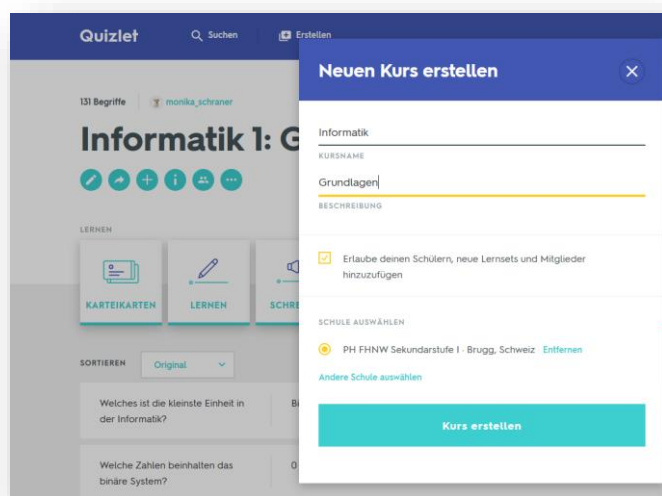 Quizlet
Suchen
Erstellen
131 Begriffe
monika_schraner
Informatik 1: G
LERNEN
KARTEIKARTEN
LERNEN
SCHRE
SORTIEREN
Original
Welches ist die kleinste Einheit in
der Informatik?
Welche Zahlen beinhalten das
binäre System?
0
Neuen Kurs erstellen
Informatik
KURSNAME
Grundlagen
BESCHREIBUNG
Erlaube deinen Schülern, neue Lernsets und Mitglieder
hinzuzufügen
SCHULE AUSWÄHLEN
PH FHNW Sekundarstufe I · Brugg, Schweiz Entfernen
Andere Schule auswählen
Kurs erstellen